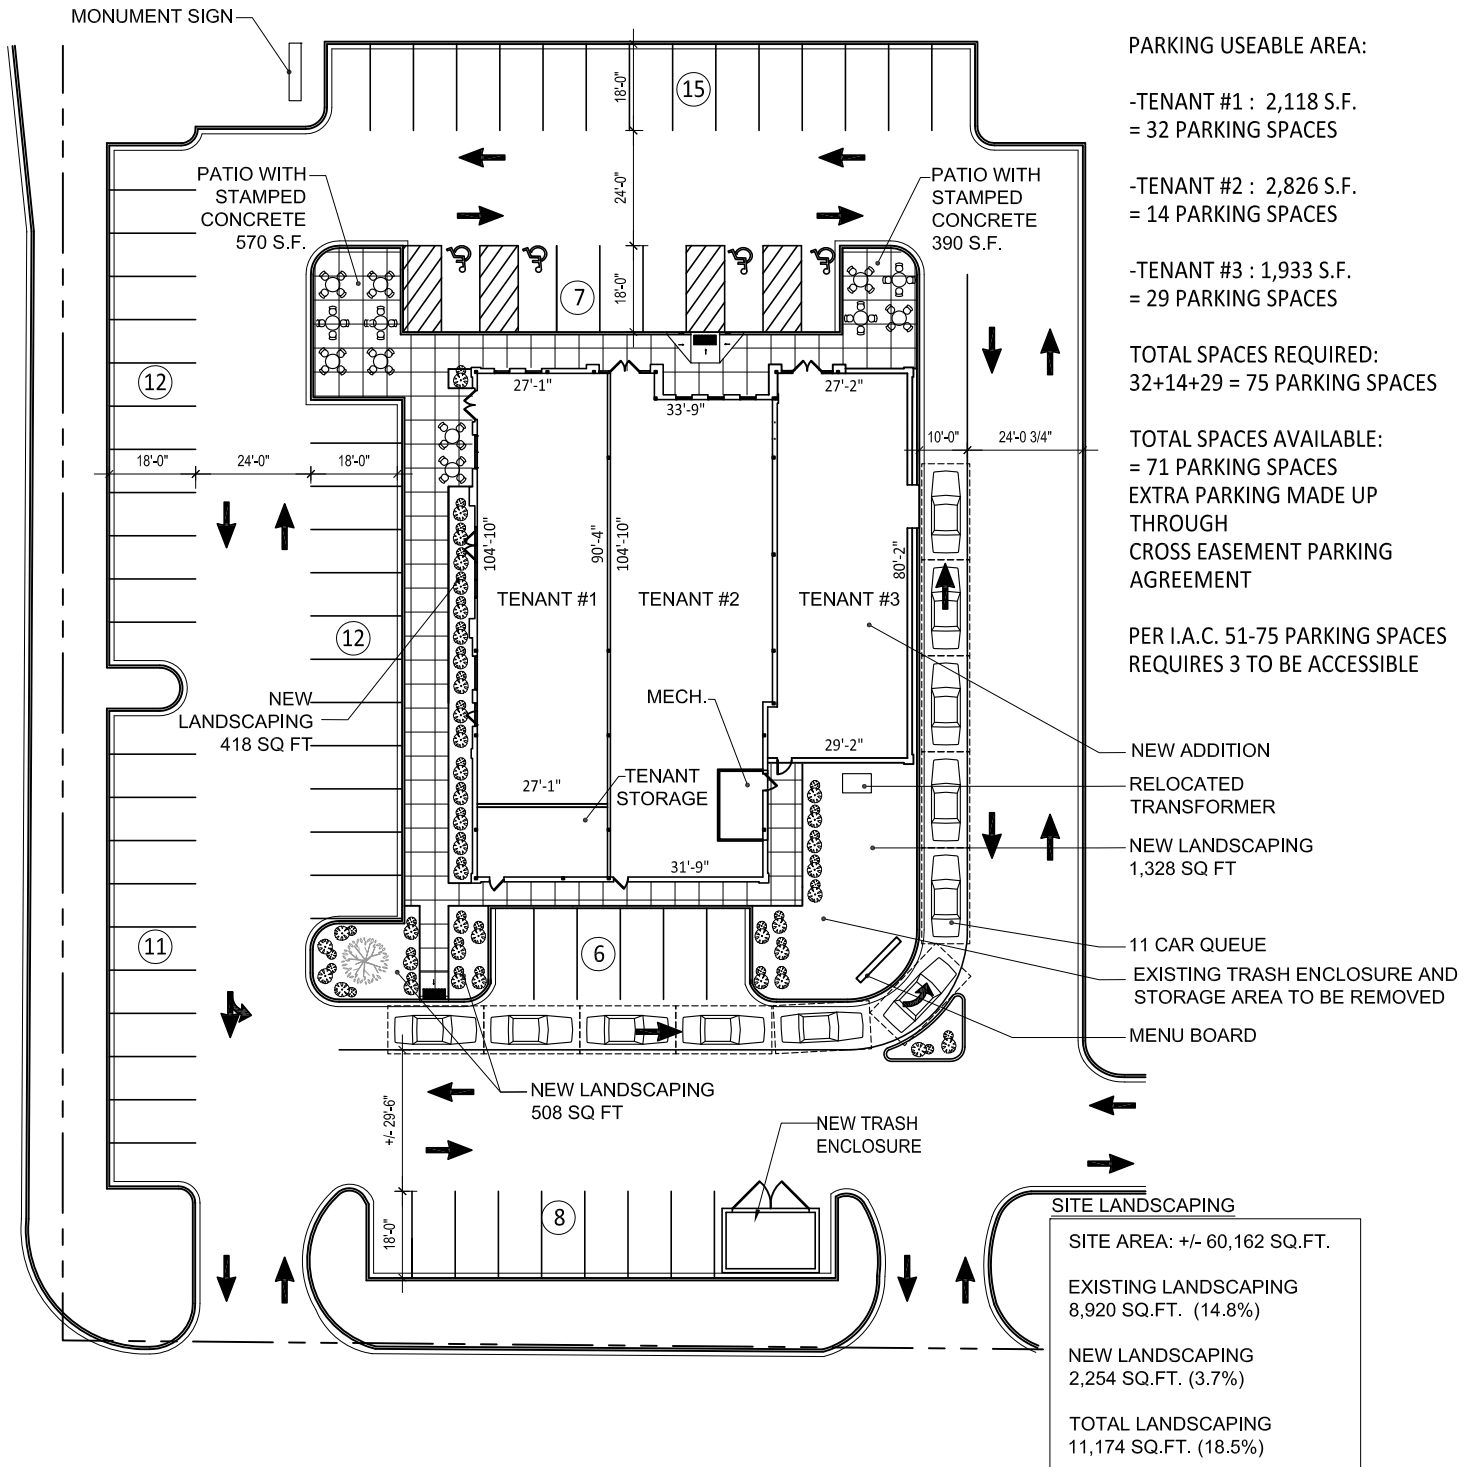 MONUMENT SIGN
18'-0"
15
24'-0"
PATIO WITH
STAMPED
CONCRETE
570 S.F.
PATIO WITH
STAMPED
CONCRETE
390 S.F.
7
18'-0"
27'-1"
33'-9"
27'-2"
12
18'-0"
24'-0"
18'-0"
10'-0"
24'-0 3/4"
104'-10"
90'-4"
104'-10"
80'-2"
TENANT #1
TENANT #2
TENANT #3
12
NEW
LANDSCAPING
418 SQ FT
MECH.
29'-2"
27'-1"
TENANT
STORAGE
31'-9"
11
6
NEW LANDSCAPING
508 SQ FT
+/- 29'-6"
NEW TRASH
ENCLOSURE
18'-0"
8
PARKING USEABLE AREA:
-TENANT #1 : 2,118 S.F.
= 32 PARKING SPACES
-TENANT #2 : 2,826 S.F.
= 14 PARKING SPACES
-TENANT #3 : 1,933 S.F.
= 29 PARKING SPACES
TOTAL SPACES REQUIRED:
32+14+29 = 75 PARKING SPACES
TOTAL SPACES AVAILABLE:
= 71 PARKING SPACES
EXTRA PARKING MADE UP
THROUGH
CROSS EASEMENT PARKING
AGREEMENT
PER I.A.C. 51-75 PARKING SPACES
REQUIRES 3 TO BE ACCESSIBLE
NEW ADDITION
RELOCATED
TRANSFORMER
NEW LANDSCAPING
1,328 SQ FT
11 CAR QUEUE
EXISTING TRASH ENCLOSURE AND
STORAGE AREA TO BE REMOVED
MENU BOARD
SITE LANDSCAPING
SITE AREA: +/- 60,162 SQ.FT.
EXISTING LANDSCAPING
8,920 SQ.FT. (14.8%)
NEW LANDSCAPING
2,254 SQ.FT. (3.7%)
TOTAL LANDSCAPING
11,174 SQ.FT. (18.5%)